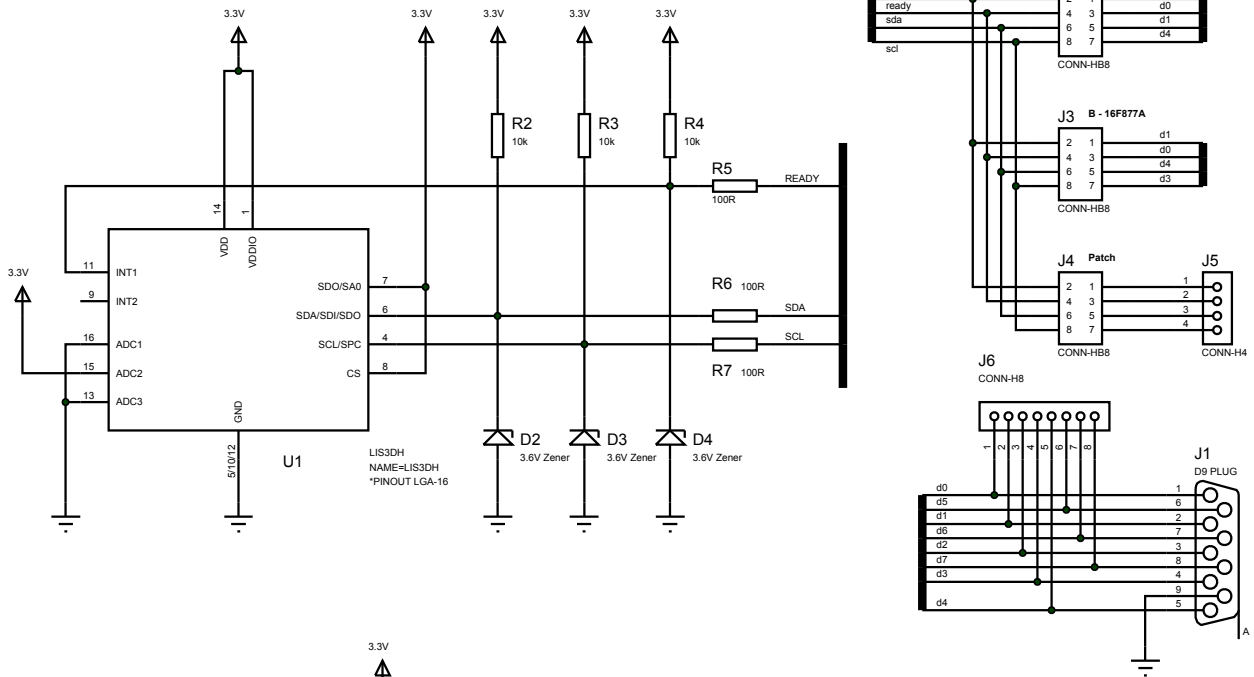 3.3V
3.3V
3.3V
3.3V
3.3V
R2
10k
R3
10k
R4
10k
R5
100R
READY
14
1
VDD
VDDIO
3.3V
11 INT1
9 INT2
16 ADC1
15 ADC2
13 ADC3
SDO/SA0 7
SDA/SDI/SDO 6
SCL/SPC 4
CS 8
GND
5/10/12
U1
LIS3DH
NAME=LIS3DH
*PINOUT LGA-16
R6 100R
SDA
SCL
R7 100R
D2
3.6V Zener
D3
3.6V Zener
D4
3.6V Zener
3.3V
ready
sda
scl
4 3
6 5
8 7
d0
d1
d4
CONN-HB8
J3 B - 16F877A
2 1
4 3
6 5
8 7
d1
d0
d4
d3
CONN-HB8
J4 Patch
2 1
4 3
6 5
8 7
CONN-HB8
J5
1
2
3
4
CONN-H4
J6
CONN-H8
1
2
3
4
5
6
7
8
J1
D9 PLUG
d0
d5
d1
d6
d2
d7
d3
d4
1
6
2
7
3
8
4
9
5
A